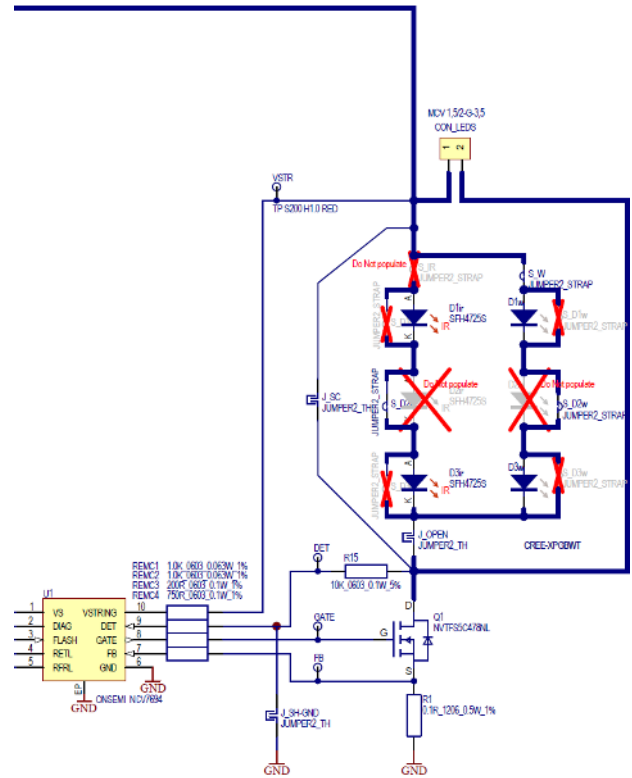 MCV 1,5/2-G-3,5
CON_LEDS
1
2
VSTR
TP S200 H1.0 RED
Do Not populate
S_IR
JUMPER2_STRAP
S_W
JUMPER2_STRAP
JUMPER2_STRAP
A
K
D1ir
SFH4725S
IR
D1w
S_D1w
JUMPER2_STRAP
J_SC
JUMPER2_TH
JUMPER2_STRAP
Do Not populate
IR
Do Not populate
S_D2w
JUMPER2_STRAP
JUMPER2_STRAP
A
K
D3ir
SFH4725S
IR
D3w
S_D3w
JUMPER2_STRAP
J_OPEN
JUMPER2_TH
CREE-XPGBWT
DET
R15
10K_0603_0.1W_5%
REMC1 1.0K_0603_0.063W_1%
REMC2 1.0K_0603_0.063W_1%
REMC3 200R_0603_0.1W_1%
REMC4 750R_0603_0.1W_1%
U1
1 VS VSTRING 10
2 DIAG DET 9
3 FLASH GATE 8
4 RETL FB 7
5 RFRL GND 6
EP
GND
GND
ONSEMI_NCV7694
GATE
FB
D
G
S
Q1
NVTFS5C478NL
J_SH-GND
JUMPER2_TH
R1
0.1R_1206_0.5W_1%
GND
GND